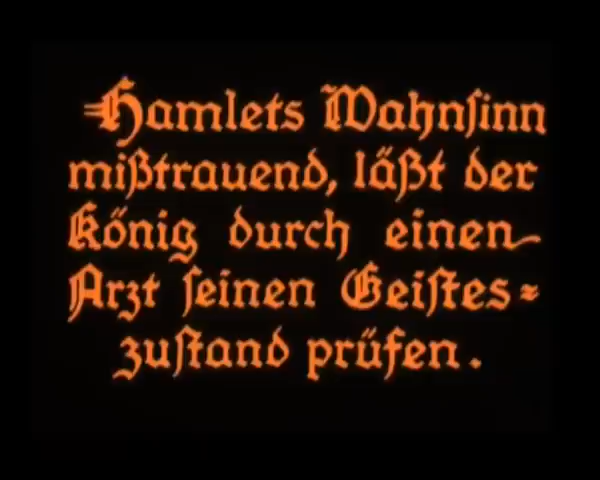 Hamlets Wahnſinn
mißtrauend, läßt der
König durch einen
Arzt ſeinen Geiſtes⸗
zuſtand prüfen.